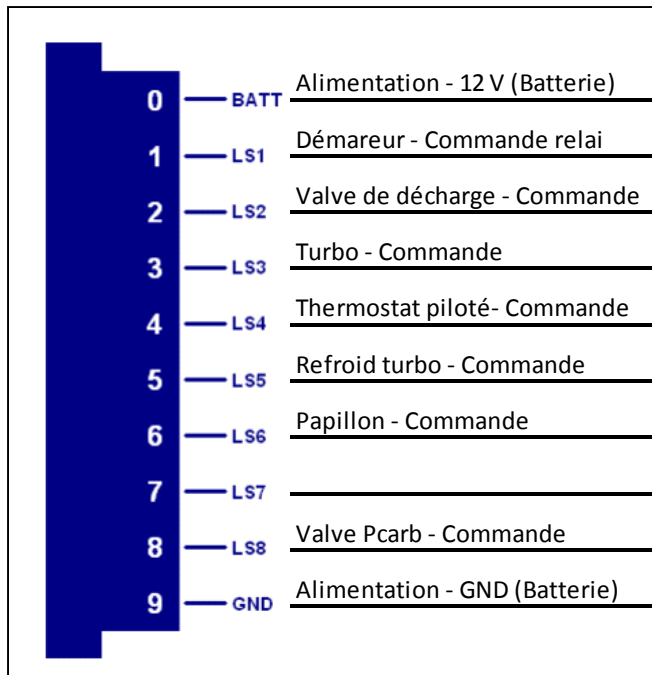 0 BATT Alimentation - 12 V (Batterie)
1 LS1 Démareur - Commande relai
2 LS2 Valve de décharge - Commande
3 LS3 Turbo - Commande
4 LS4 Thermostat piloté- Commande
5 LS5 Refroid turbo - Commande
6 LS6 Papillon - Commande
7 LS7
8 LS8 Valve Pcarb - Commande
9 GND Alimentation - GND (Batterie)